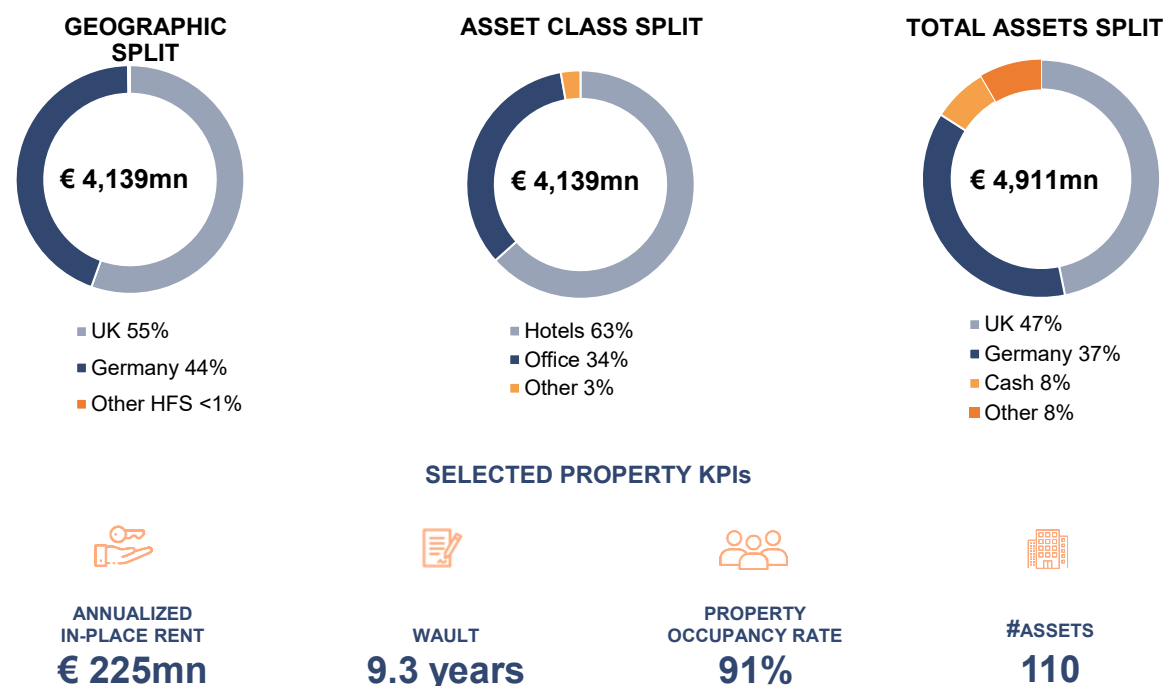 GEOGRAPHIC
SPLIT
€ 4,139mn
UK 55%
Germany 44%
Other HFS <1%
ASSET CLASS SPLIT
€ 4,139mn
Hotels 63%
Office 34%
Other 3%
TOTAL ASSETS SPLIT
€ 4,911mn
UK 47%
Germany 37%
Cash 8%
Other 8%
SELECTED PROPERTY KPIs
ANNUALIZED
IN-PLACE RENT
€ 225mn
WAULT
9.3 years
PROPERTY
OCCUPANCY RATE
91%
#ASSETS
110